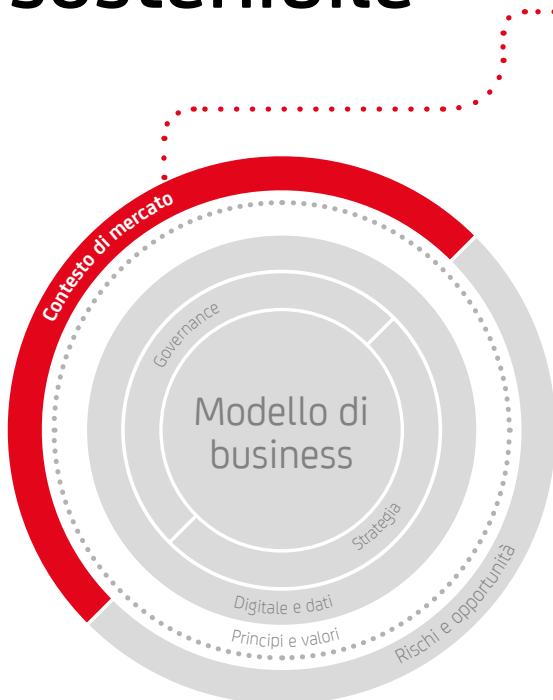 sostenibile
Contesto di mercato
Governance
Modello di
business
Strategia
Digitale e dati
Principi e valori
Rischi e opportunità